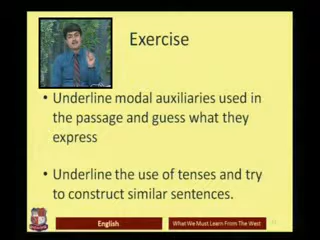 Exercise
• Underline modal auxiliaries used in
the passage and guess what they
express
• Underline the use of tenses and try
to construct similar sentences.
English
What We Must Learn From The West